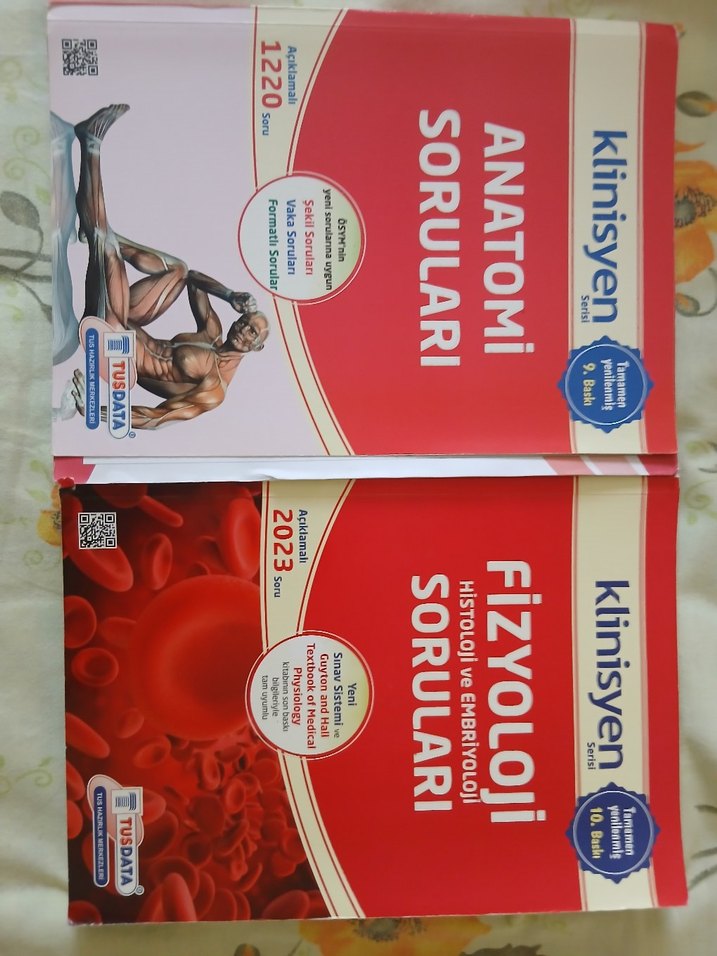 klinisyen
Serisi
Tamamen
yenilenmiş
9. Baskı
ANATOMİ
SORULARI
ÖSYM'nin
yeni sorularına uygun
Şekil Soruları
Vaka Soruları
Formatlı Sorular
Açıklamalı
1220 Soru
TUSDATA
TUS HAZIRLIK MERKEZLERİ
klinisyen
Serisi
Tamamen
yenilenmiş
10. Baskı
FİZYOLOJİ
HİSTOLOJİ ve EMBRİYOLOJİ
SORULARI
Yeni
Sınav Sistemi ve
Guyton and Hall
Textbook of Medical
Physiology
kitabının son baskı
bilgileriyle
tam uyumlu
Açıklamalı
2023 Soru
TUSDATA
TUS HAZIRLIK MERKEZLERİ